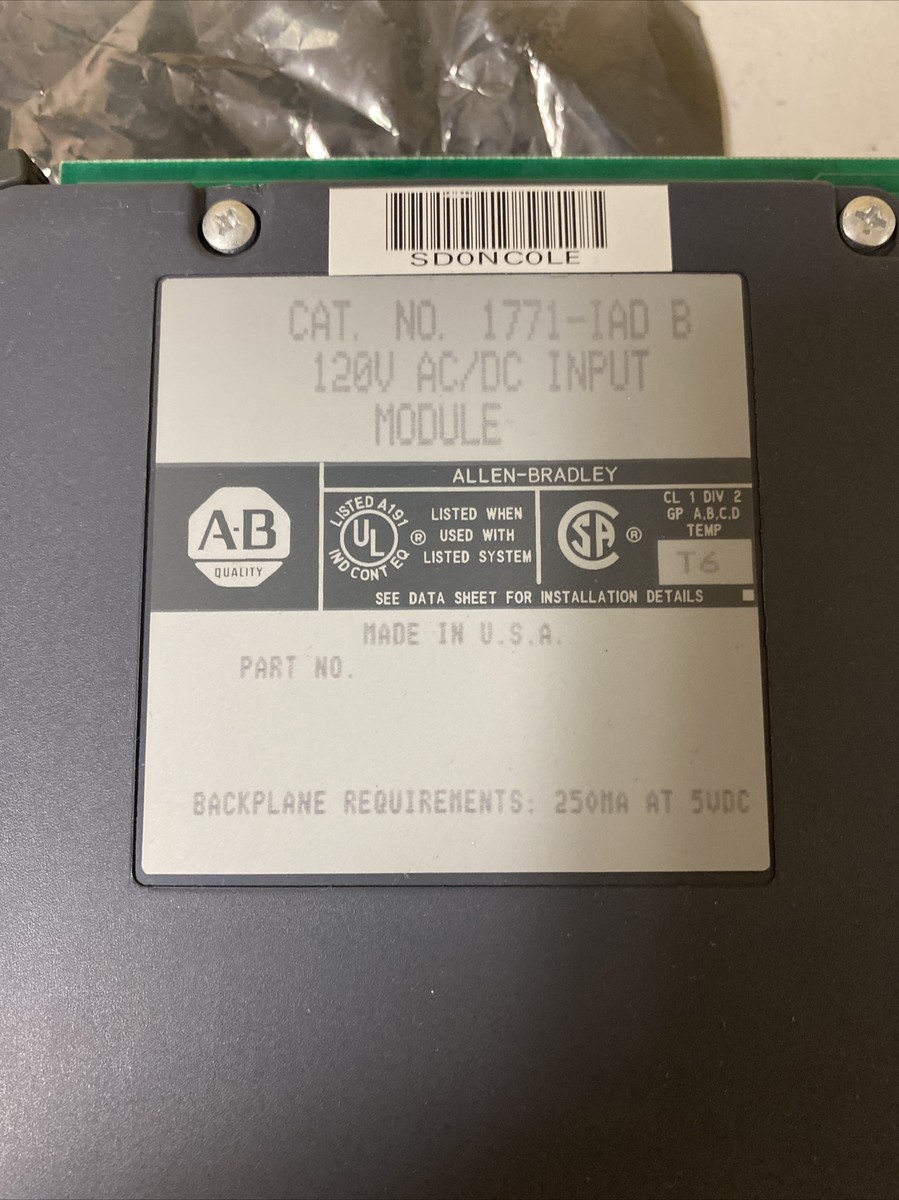 SD0NC0LE
CAT. NO. 1771-IAD B
120V AC/DC INPUT
MODULE
ALLEN-BRADLEY
A-B
QUALITY
LISTED A191
UL
IND CONT EQ
®
LISTED WHEN
USED WITH
LISTED SYSTEM
SA
®
CL 1 DIV 2
GP A,B,C,D
TEMP
T6
SEE DATA SHEET FOR INSTALLATION DETAILS
MADE IN U.S.A.
PART NO.
BACKPLANE REQUIREMENTS: 250MA AT 5VDC